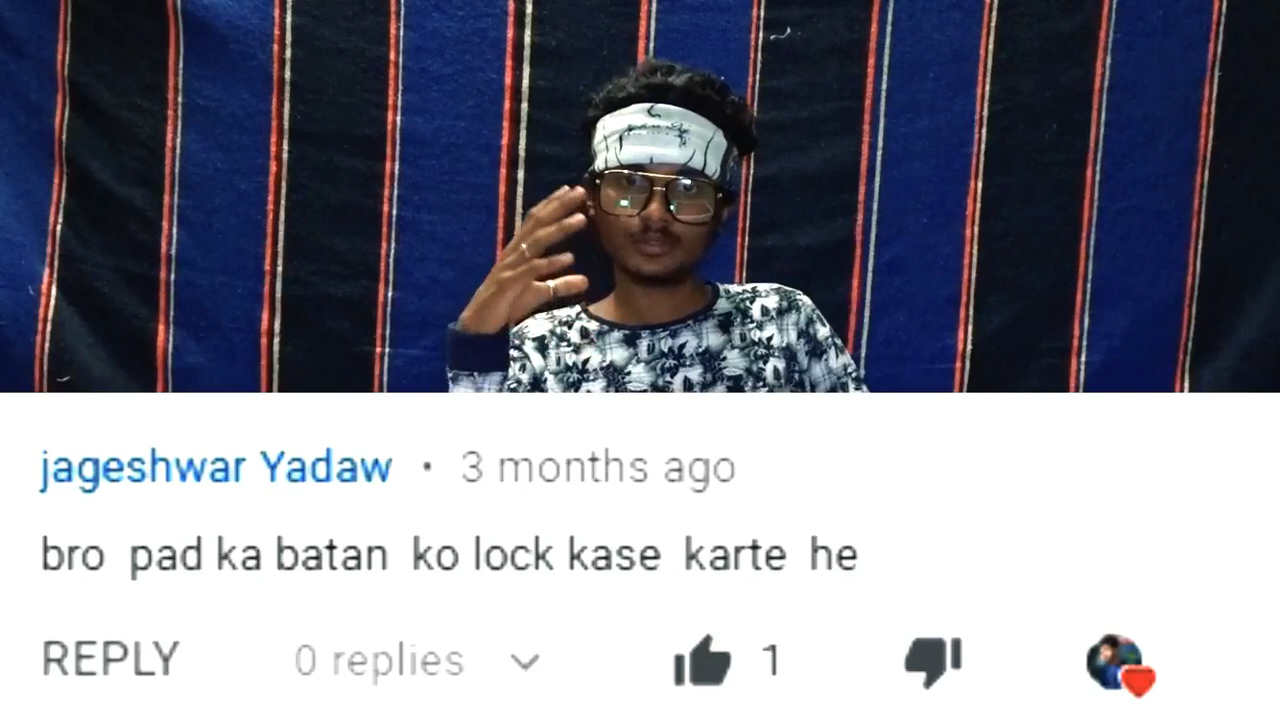 jageshwar Yadaw · 3 months ago
bro pad ka batan ko lock kase karte he
REPLY 0 replies 1